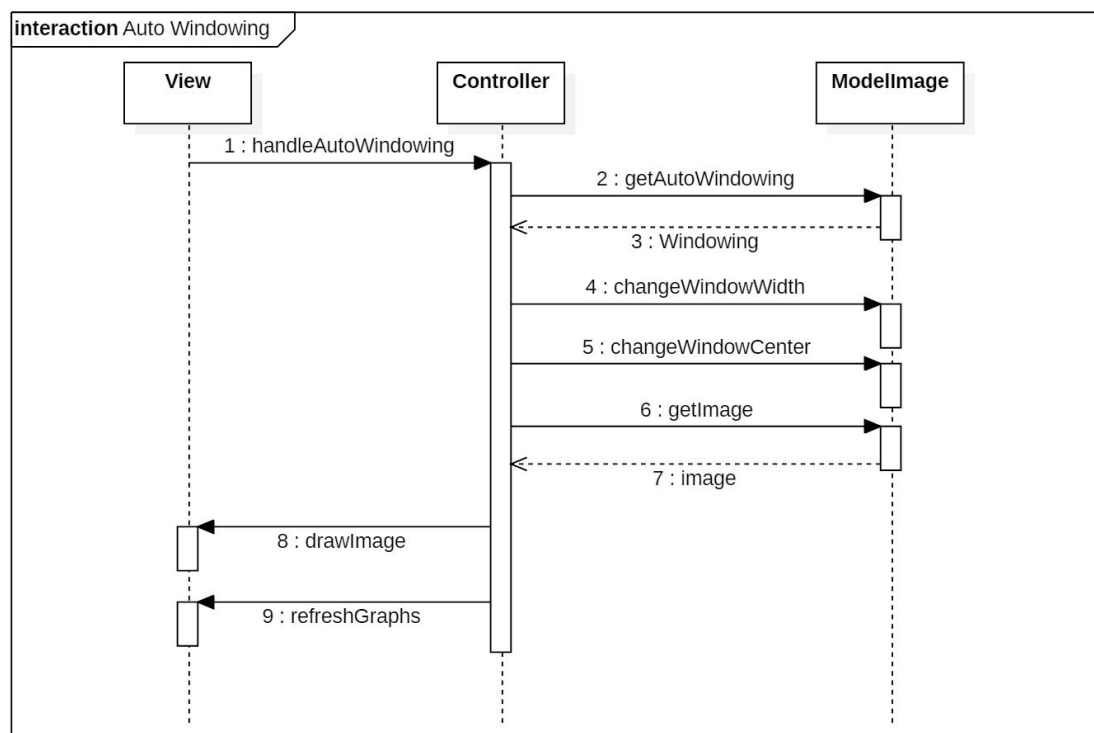 interaction Auto Windowing
View
Controller
ModelImage
1 : handleAutoWindowing
2 : getAutoWindowing
3 : Windowing
4 : changeWindowWidth
5 : changeWindowCenter
6 : getImage
7 : image
8 : drawImage
9 : refreshGraphs